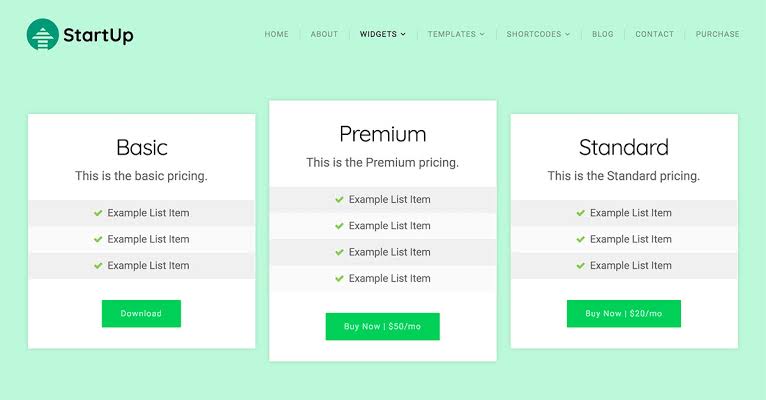 StartUp
HOME ABOUT WIDGETS TEMPLATES SHORTCODES BLOG CONTACT PURCHASE
Basic
This is the basic pricing.
Example List Item
Example List Item
Example List Item
Download
Premium
This is the Premium pricing.
Example List Item
Example List Item
Example List Item
Example List Item
Buy Now | $50/mo
Standard
This is the Standard pricing.
Example List Item
Example List Item
Example List Item
Buy Now | $20/mo